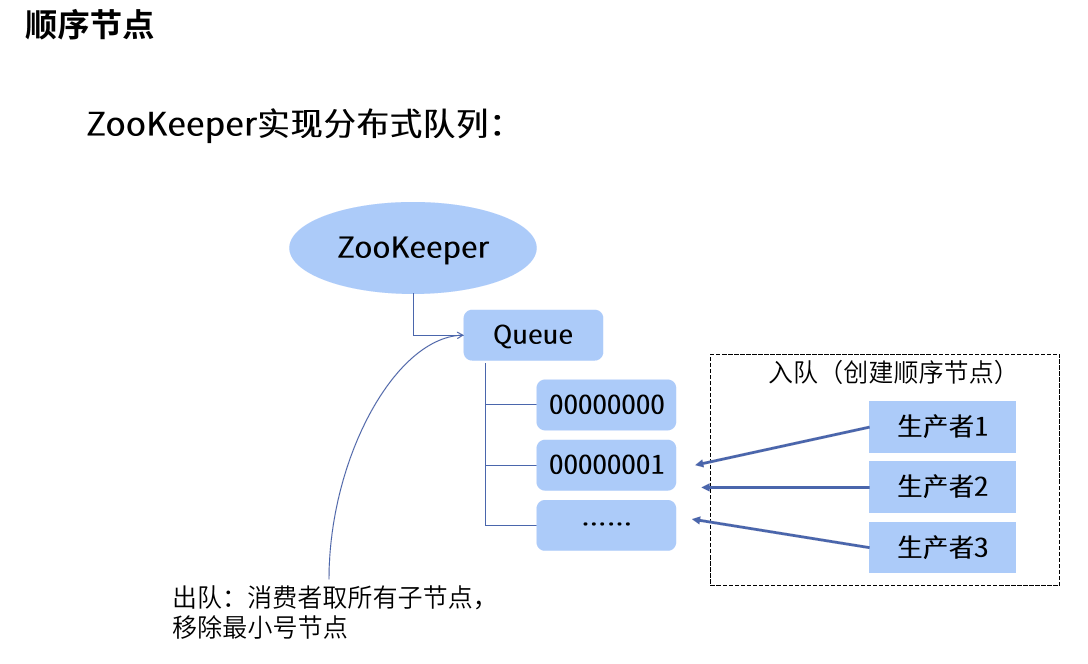 顺序节点
ZooKeeper实现分布式队列：
ZooKeeper
Queue
00000000
00000001
……
入队（创建顺序节点）
生产者1
生产者2
生产者3
出队：消费者取所有子节点，
移除最小号节点